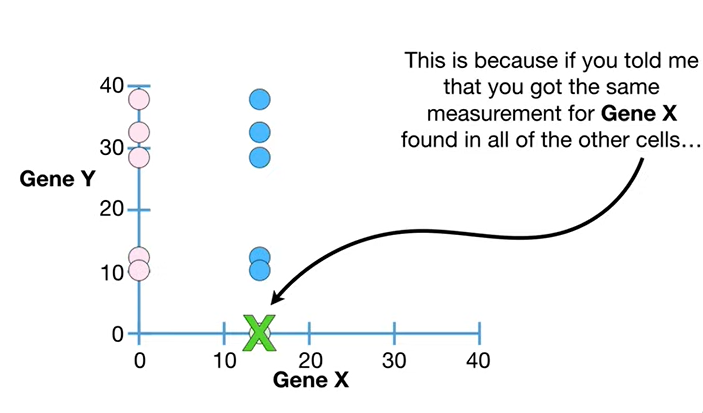 This is because if you told me
that you got the same
measurement for Gene X
found in all of the other cells...
40
30
Gene Y
20
10
0
X
0 10 20 30 40
Gene X